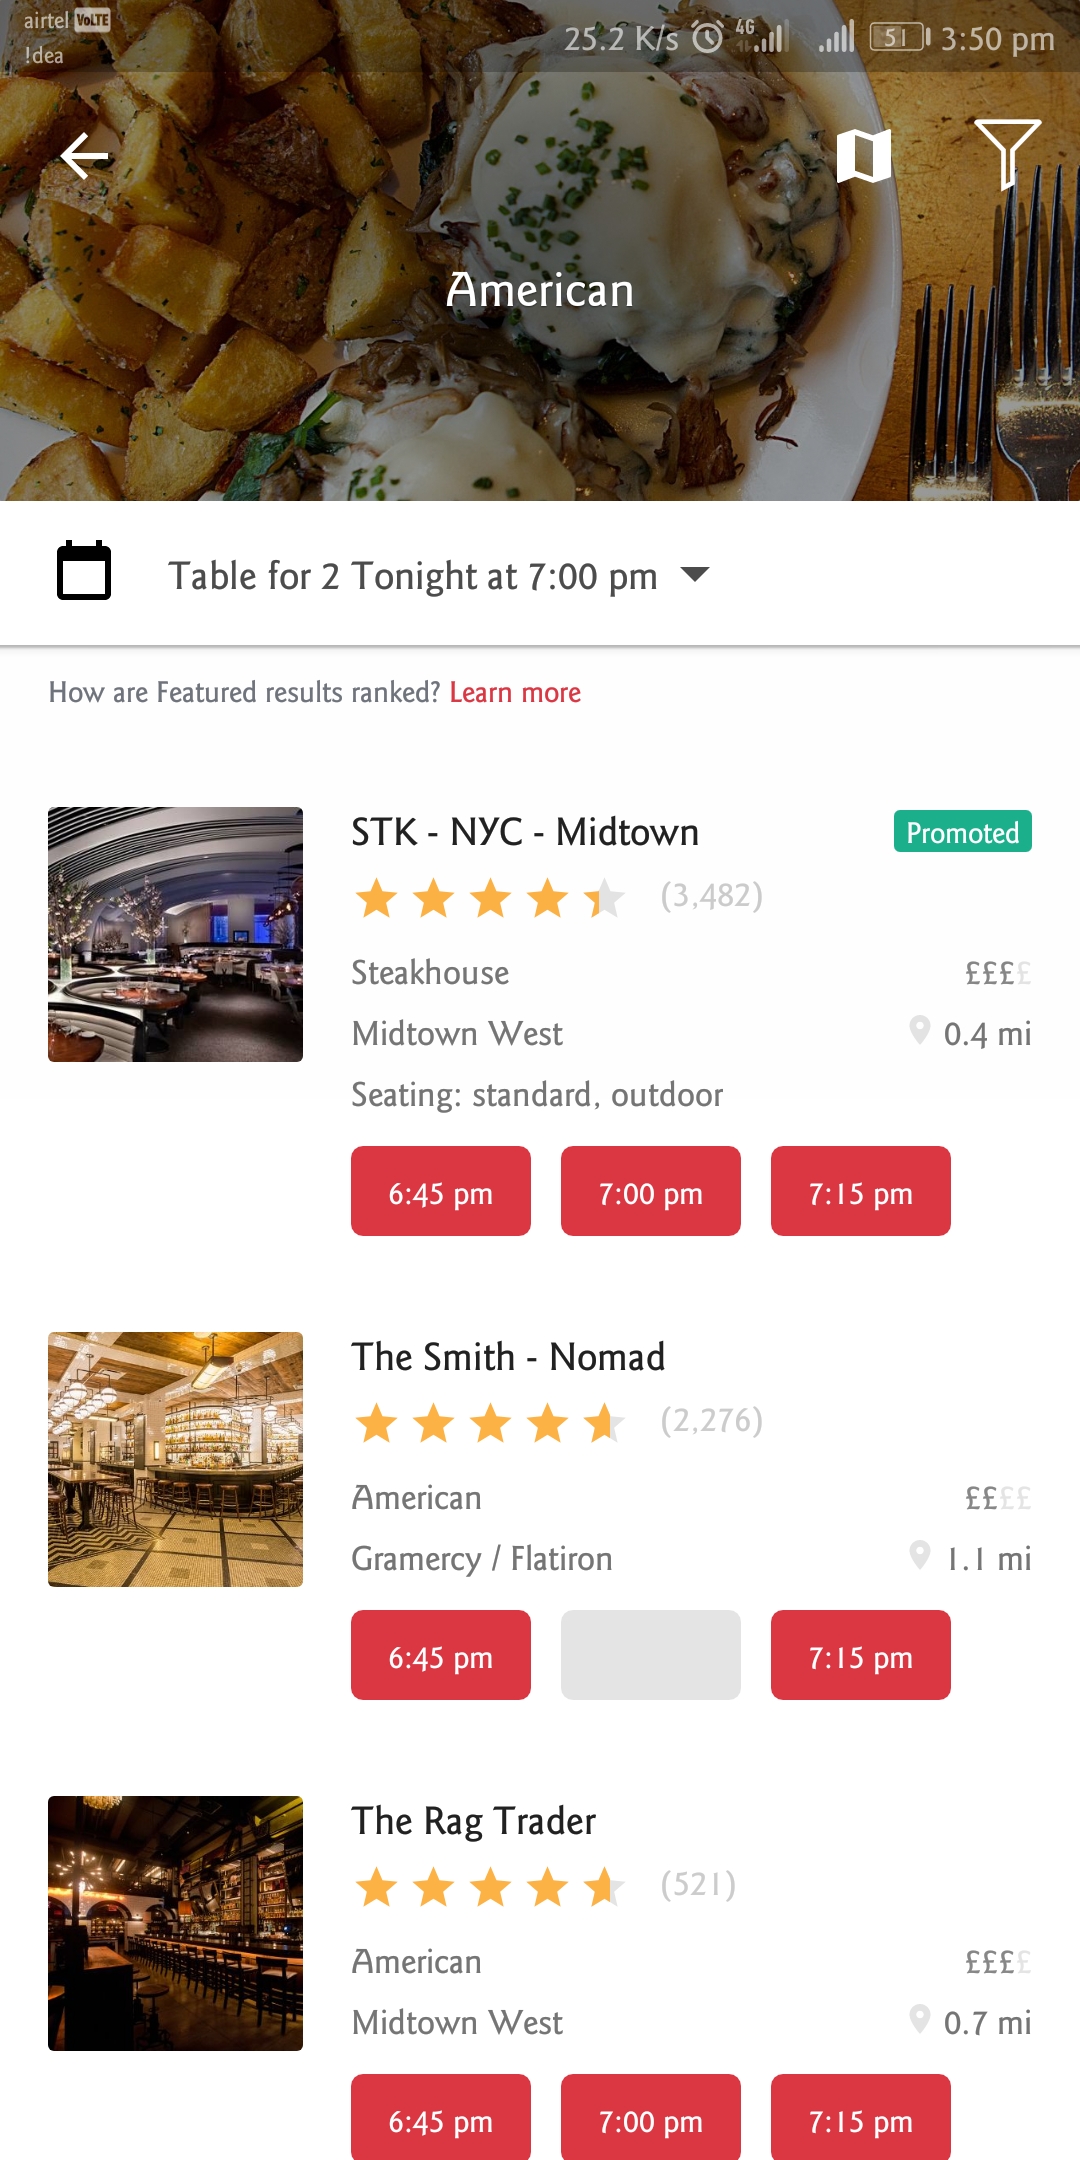 airtel VoLTE
!dea
25.2 K/s 4G 51 3:50 pm
American
Table for 2 Tonight at 7:00 pm
How are Featured results ranked? Learn more
STK - NYC - Midtown Promoted
(3,482)
Steakhouse ££££
Midtown West 0.4 mi
Seating: standard, outdoor
6:45 pm 7:00 pm 7:15 pm
The Smith - Nomad
(2,276)
American ££££
Gramercy / Flatiron 1.1 mi
6:45 pm 7:15 pm
The Rag Trader
(521)
American ££££
Midtown West 0.7 mi
6:45 pm 7:00 pm 7:15 pm